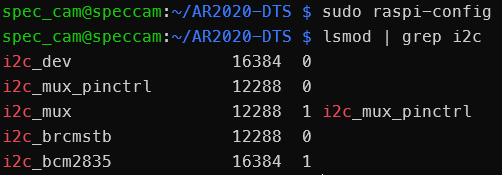 spec_cam@speccam:~/AR2020-DTS $ sudo raspi-config
spec_cam@speccam:~/AR2020-DTS $ lsmod | grep i2c
i2c_dev 16384 0
i2c_mux_pinctrl 12288 0
i2c_mux 12288 1 i2c_mux_pinctrl
i2c_brcmstb 12288 0
i2c_bcm2835 16384 1